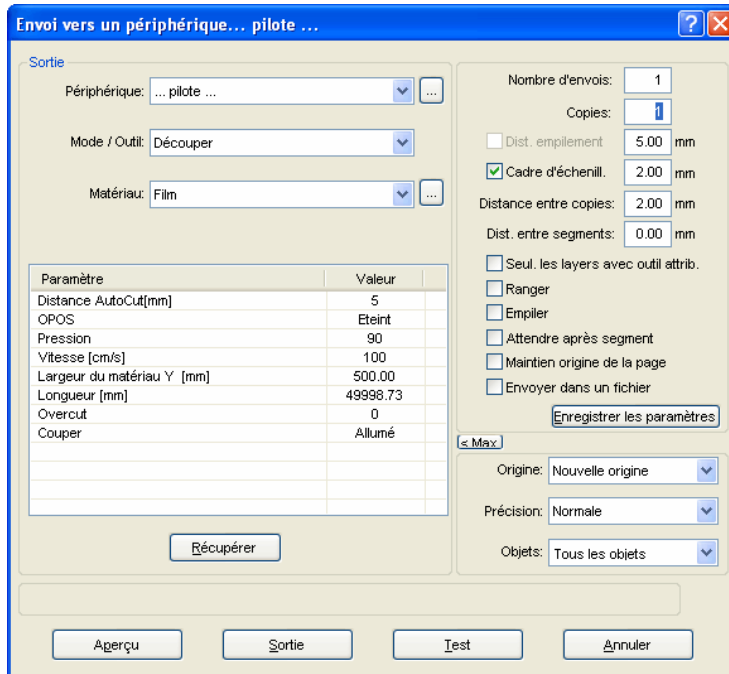 Envoi vers un périphérique... pilote ...
Sortie
Périphérique: ... pilote ... ...
Mode / Outil: Découper
Matériau: Film ...
Paramètre Valeur
Distance AutoCut[mm] 5
OPOS Eteint
Pression 90
Vitesse [cm/s] 100
Largeur du matériau Y [mm] 500.00
Longueur [mm] 49998.73
Overcut 0
Couper Allumé
Récupérer
Nombre d'envois: 1
Copies: 1
Dist. empilement 5.00 mm
Cadre d'échenill. 2.00 mm
Distance entre copies: 2.00 mm
Dist. entre segments: 0.00 mm
Seul. les layers avec outil attrib.
Ranger
Empiler
Attendre après segment
Maintien origine de la page
Envoyer dans un fichier
Enregistrer les paramètres
< Max
Origine: Nouvelle origine
Précision: Normale
Objets: Tous les objets
Aperçu Sortie Test Annuler